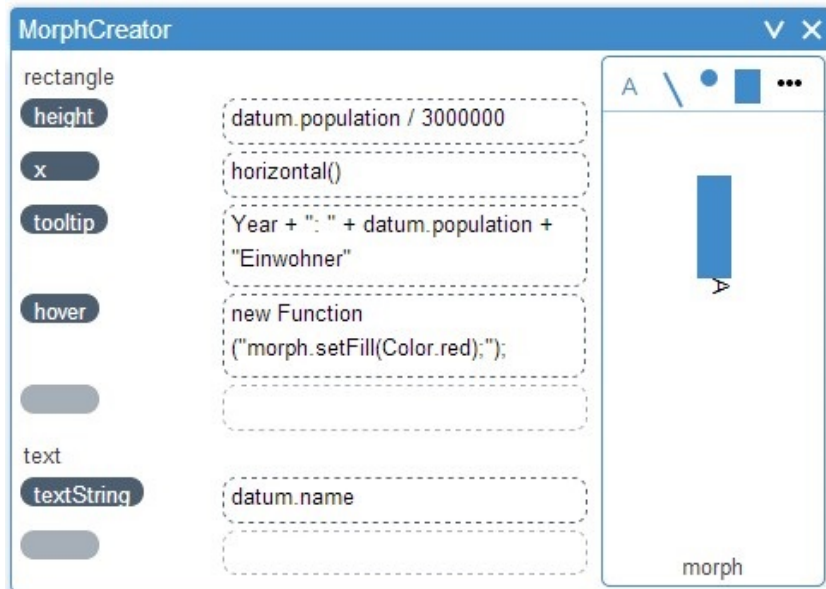 MorphCreator
rectangle
height
datum.population / 3000000
x
horizontal()
tooltip
Year + ": " + datum.population +
"Einwohner"
hover
new Function
("morph.setFill(Color.red);");
text
textString
datum.name
A
•••
A
morph